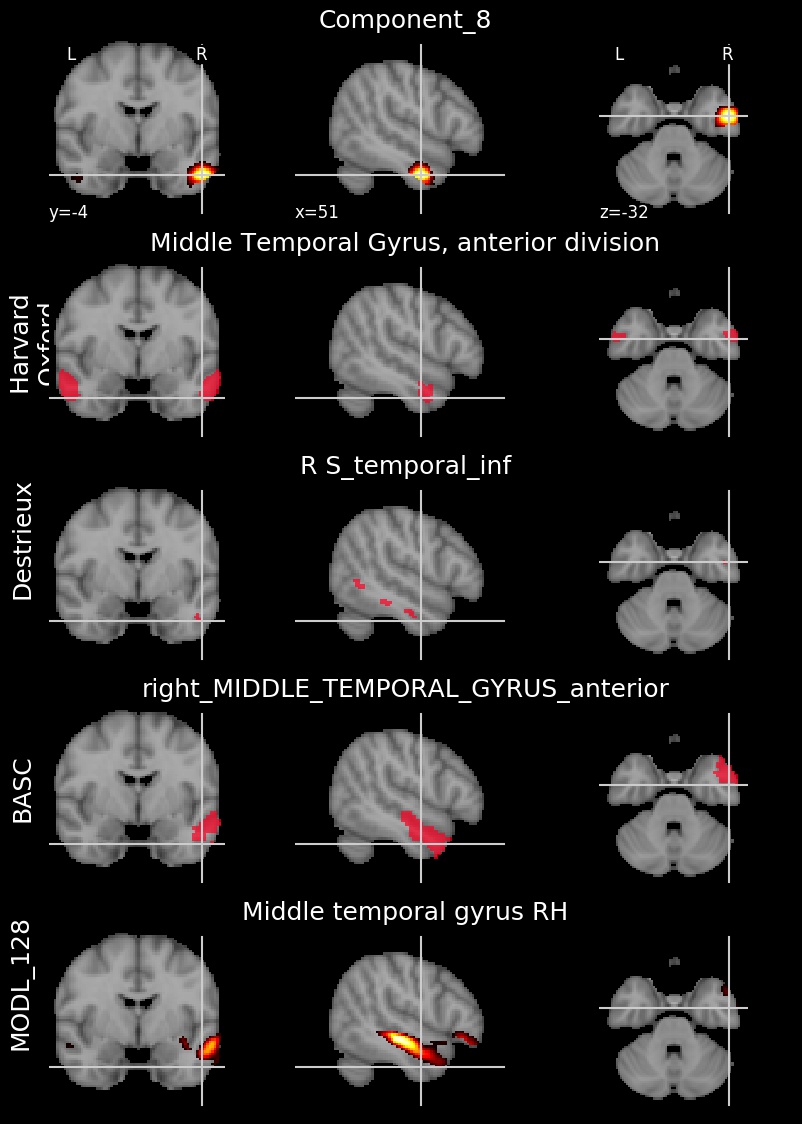 Component_8
L R L R
y=-4 x=51 z=-32
Middle Temporal Gyrus, anterior division
Harvard
Oxford
R S_temporal_inf
Destrieux
right_MIDDLE_TEMPORAL_GYRUS_anterior
BASC
Middle temporal gyrus RH
MODL_128